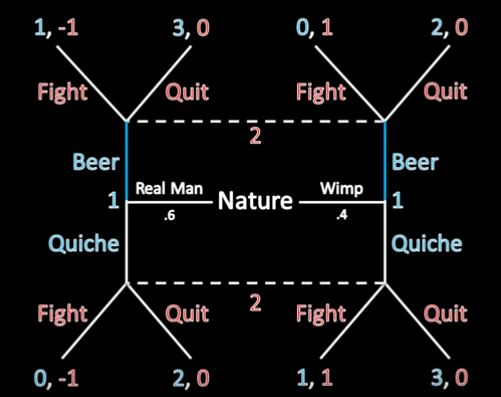 1, -1 3, 0 0, 1 2, 0
Fight Quit Fight Quit
2
Beer Beer
Real Man Nature Wimp
1 .6 .4 1
Quiche Quiche
2
Fight Quit Fight Quit
0, -1 2, 0 1, 1 3, 0